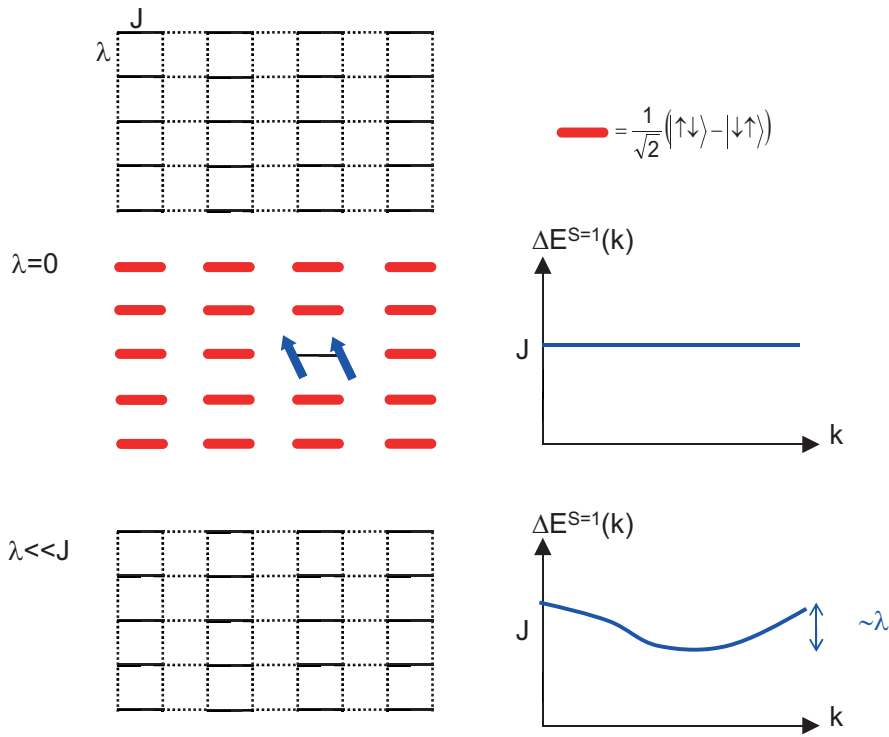 J
λ
= 1/√2 (|↑↓⟩ − |↓↑⟩)
λ=0
ΔE^{S=1}(k)
J
k
λ<<J
ΔE^{S=1}(k)
J
~λ
k